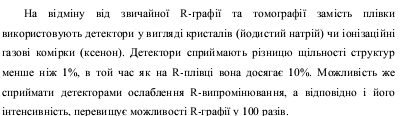 На відміну від звичайної R-графії та томографії замість плівки
використовують детектори у вигляді кристалів (йодистий натрій) чи іонізаційні
газові комірки (ксенон). Детектори сприймають різницю щільності структур
менше ніж 1%, в той час як на R-плівці вона досягає 10%. Можливість же
сприймати детекторами ослаблення R-випромінювання, а відповідно і його
інтенсивність, перевищує можливості R-графії у 100 разів.